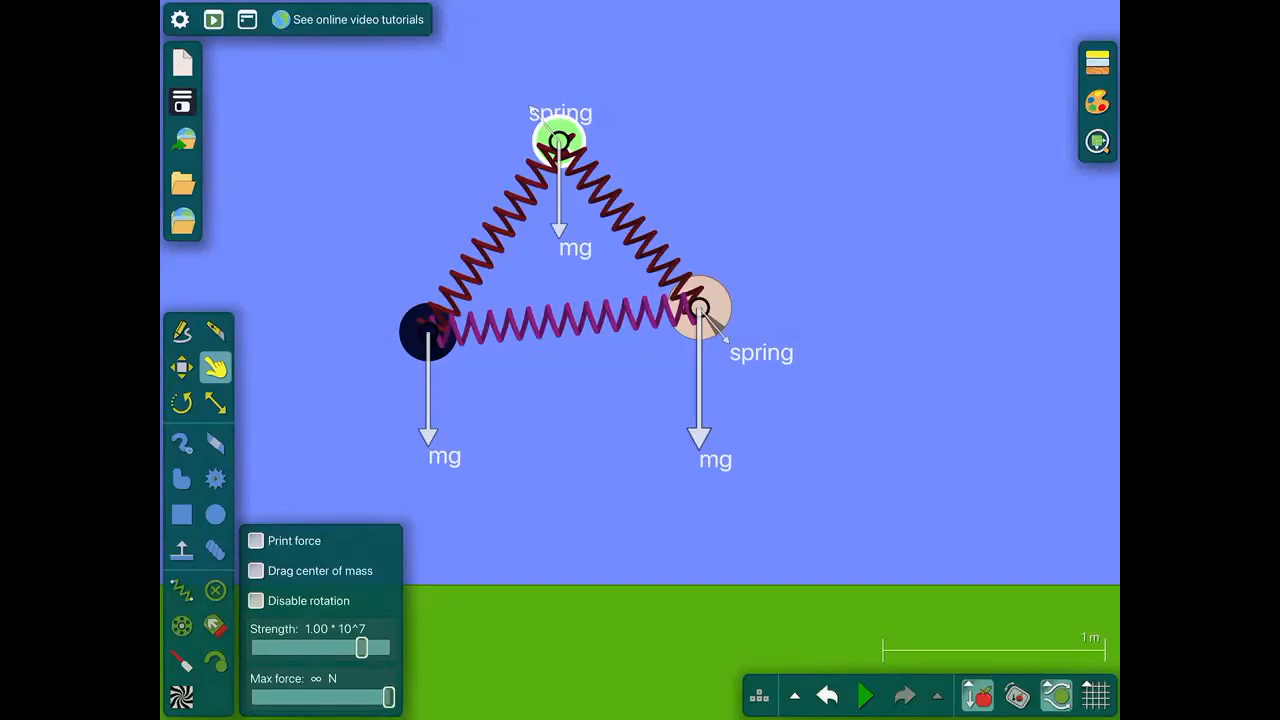 See online video tutorials
spring
mg
spring
mg
mg
Print force
Drag center of mass
Disable rotation
Strength: 1.00 * 10^7
Max force: ∞ N
1 m